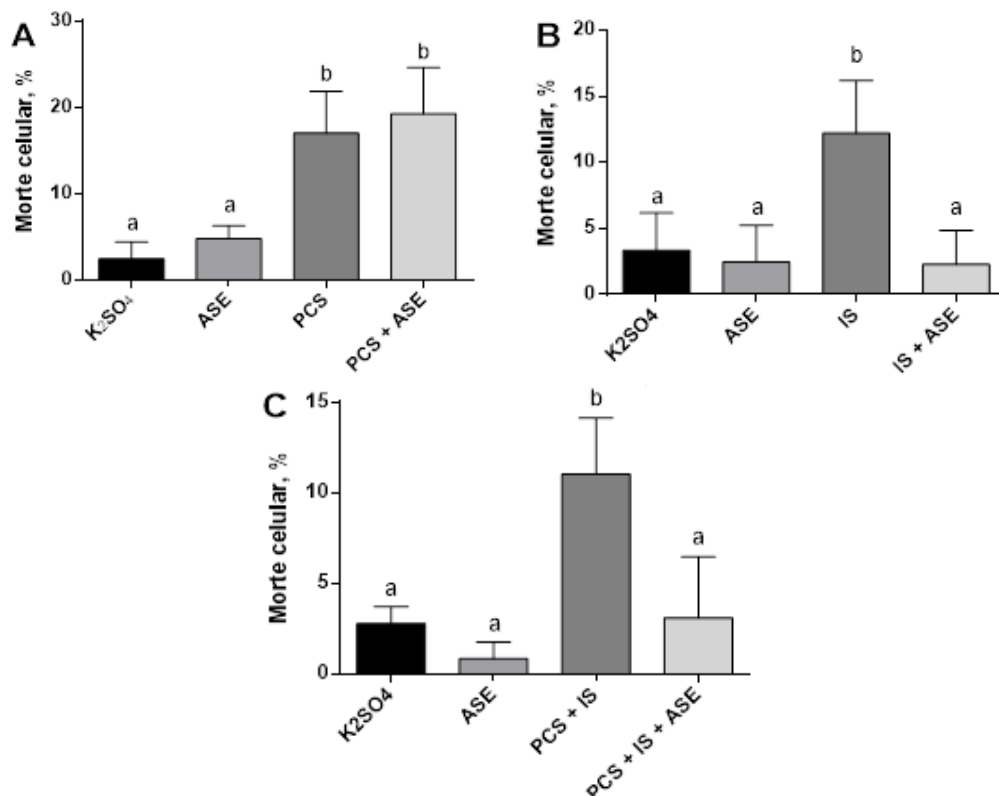 A
Morte celular, %
30
20
10
0
a
a
b
b
K₂SO₄
ASE
PCS
PCS + ASE
B
Morte celular, %
20
15
10
5
0
a
a
b
a
K2SO4
ASE
IS
IS + ASE
C
Morte celular, %
15
10
5
0
a
a
b
a
K2SO4
ASE
PCS + IS
PCS + IS + ASE